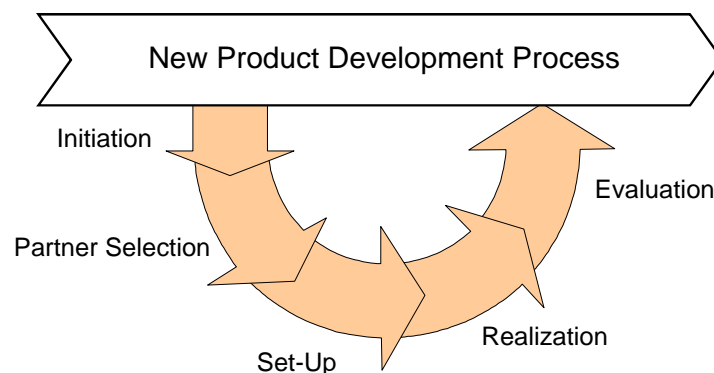 New Product Development Process
Initiation
Partner Selection
Set-Up
Realization
Evaluation